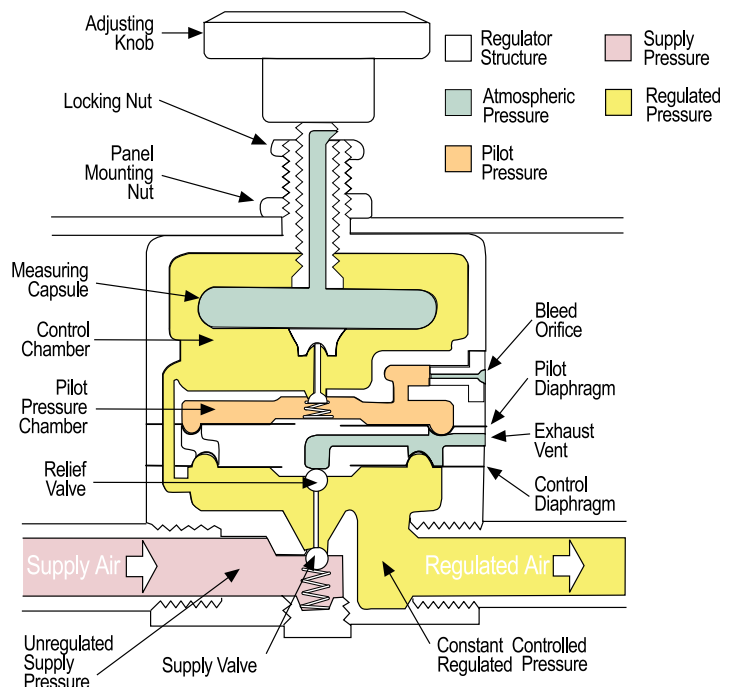 Adjusting
Knob
Regulator
Structure
Supply
Pressure
Locking Nut
Atmospheric
Pressure
Regulated
Pressure
Panel
Mounting
Nut
Pilot
Pressure
Measuring
Capsule
Bleed
Orifice
Control
Chamber
Pilot
Diaphragm
Pilot
Pressure
Chamber
Exhaust
Vent
Relief
Valve
Control
Diaphragm
Supply Air
Regulated Air
Unregulated
Supply
Pressure
Supply Valve
Constant
Regulated Controlled
Pressure